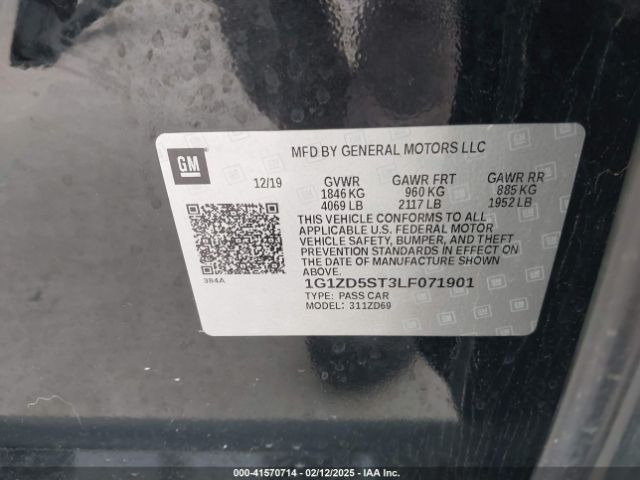 GM
MFD BY GENERAL MOTORS LLC
12/19
GVWR GAWR FRT GAWR RR
1846 KG 960 KG 885 KG
4069 LB 2117 LB 1952 LB
THIS VEHICLE CONFORMS TO ALL
APPLICABLE U.S. FEDERAL MOTOR
VEHICLE SAFETY, BUMPER, AND THEFT
PREVENTION STANDARDS IN EFFECT ON
THE DATE OF MANUFACTURE SHOWN
ABOVE.
384A
1G1ZD5ST3LF071901
TYPE: PASS CAR
MODEL: 311ZD69
000-41570714 - 02/12/2025 - IAA Inc.